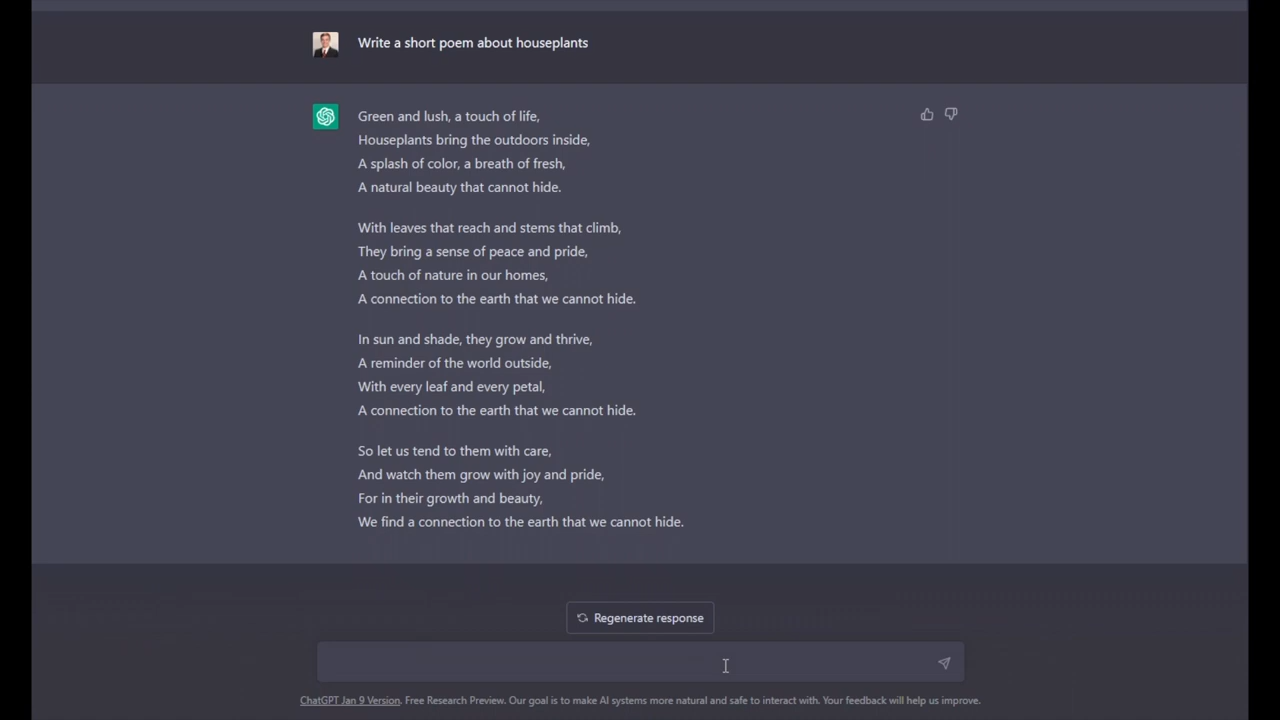 Write a short poem about houseplants
Green and lush, a touch of life,
Houseplants bring the outdoors inside,
A splash of color, a breath of fresh,
A natural beauty that cannot hide.
With leaves that reach and stems that climb,
They bring a sense of peace and pride,
A touch of nature in our homes,
A connection to the earth that we cannot hide.
In sun and shade, they grow and thrive,
A reminder of the world outside,
With every leaf and every petal,
A connection to the earth that we cannot hide.
So let us tend to them with care,
And watch them grow with joy and pride,
For in their growth and beauty,
We find a connection to the earth that we cannot hide.
Regenerate response
ChatGPT Jan 9 Version. Free Research Preview. Our goal is to make AI systems more natural and safe to interact with. Your feedback will help us improve.